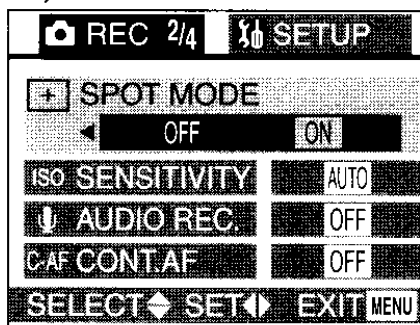 REC 2/4 SETUP
SPOT MODE
OFF ON
ISO SENSITIVITY AUTO
AUDIO REC. OFF
C.AF CONT.AF OFF
SELECT SET EXIT MENU